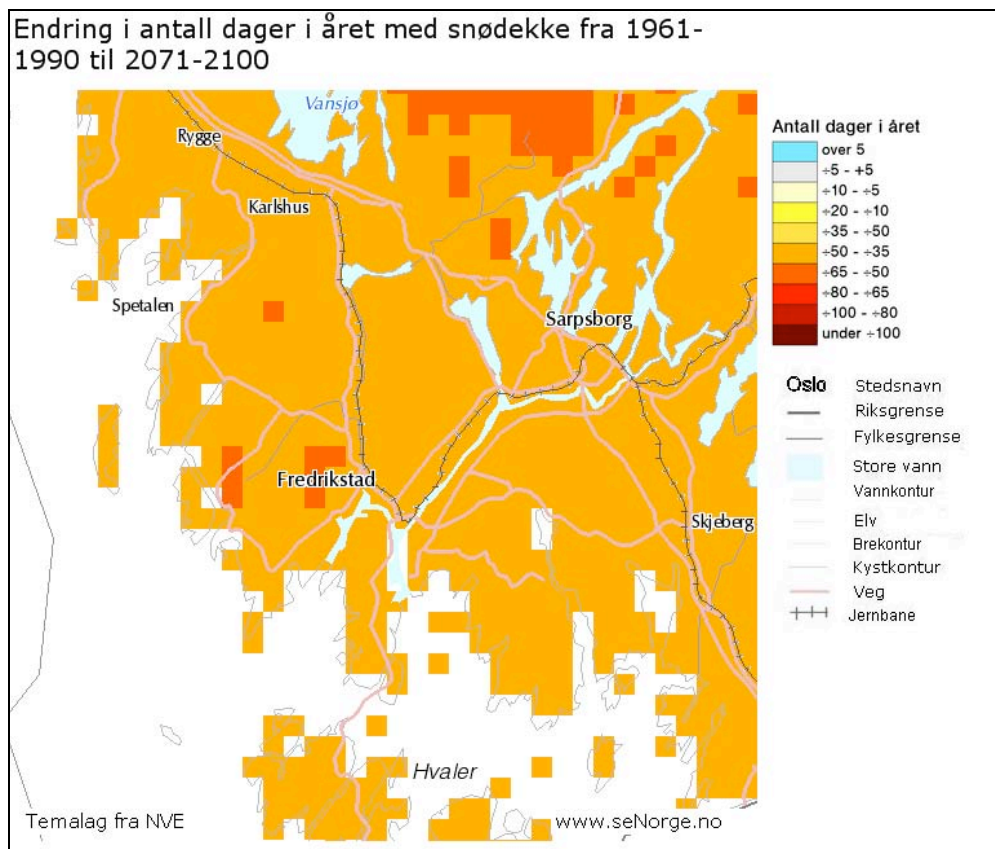 Endring i antall dager i året med snødekke fra 1961-
1990 til 2071-2100
Vansjø
Rygge
Karlshus
Spetalen
Sarpsborg
Fredrikstad
Skjeberg
Hvaler
Temalag fra NVE
www.seNorge.no
Antall dager i året
over 5
÷5 - +5
÷10 - ÷5
÷20 - ÷10
÷35 - ÷50
÷50 - ÷35
÷65 - ÷50
÷80 - ÷65
÷100 - ÷80
under ÷100
Oslo Stedsnavn
Riksgrense
Fylkesgrense
Store vann
Vannkontur
Elv
Brekontur
Kystkontur
Veg
Jernbane